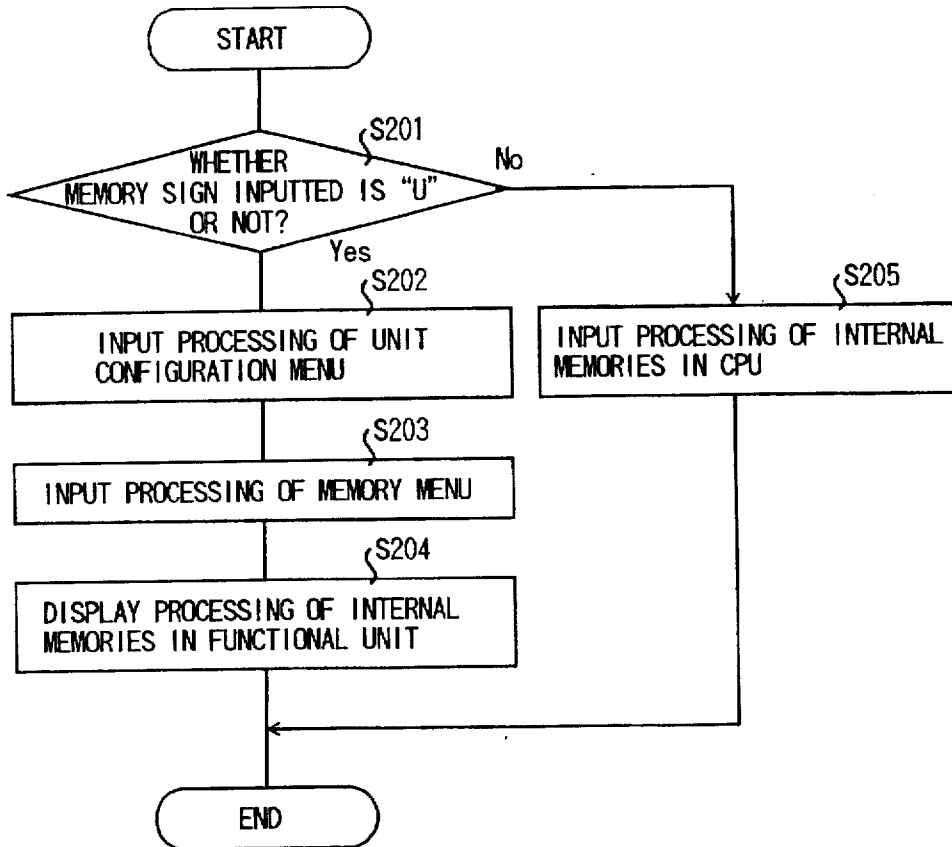 START
S201
WHETHER
MEMORY SIGN INPUTTED IS "U"
OR NOT?
No
Yes
S202
INPUT PROCESSING OF UNIT
CONFIGURATION MENU
S205
INPUT PROCESSING OF INTERNAL
MEMORIES IN CPU
S203
INPUT PROCESSING OF MEMORY MENU
S204
DISPLAY PROCESSING OF INTERNAL
MEMORIES IN FUNCTIONAL UNIT
END